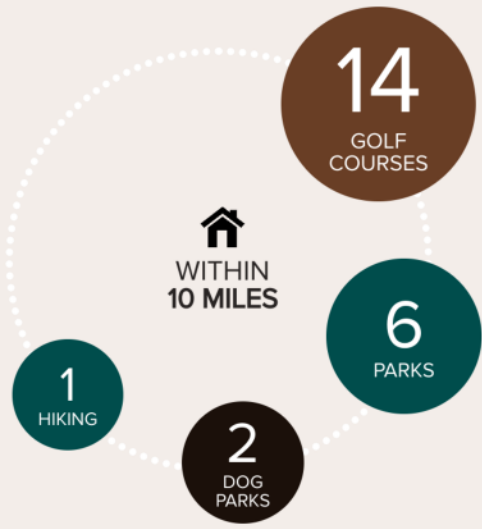 14
GOLF
COURSES
WITHIN
10 MILES
6
PARKS
1
HIKING
2
DOG
PARKS